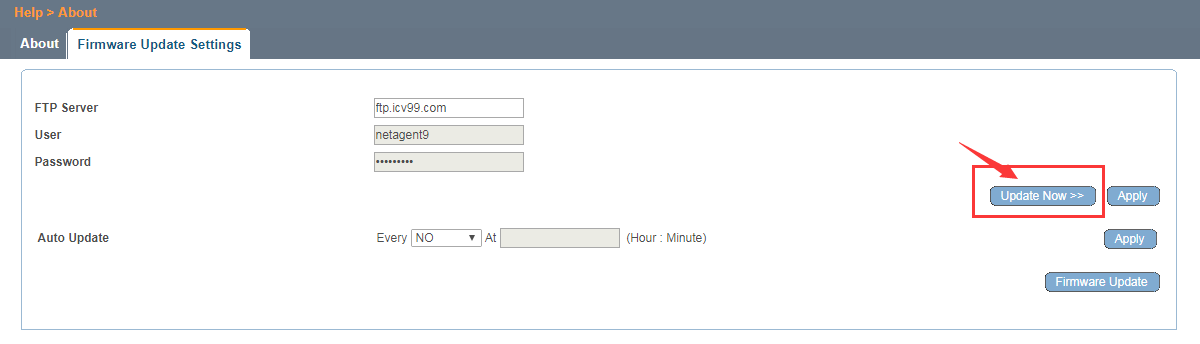 Help > About
About Firmware Update Settings
FTP Server ftp.icv99.com
User netagent9
Password •••••••••
Update Now >> Apply
Auto Update Every NO At (Hour : Minute) Apply
Firmware Update